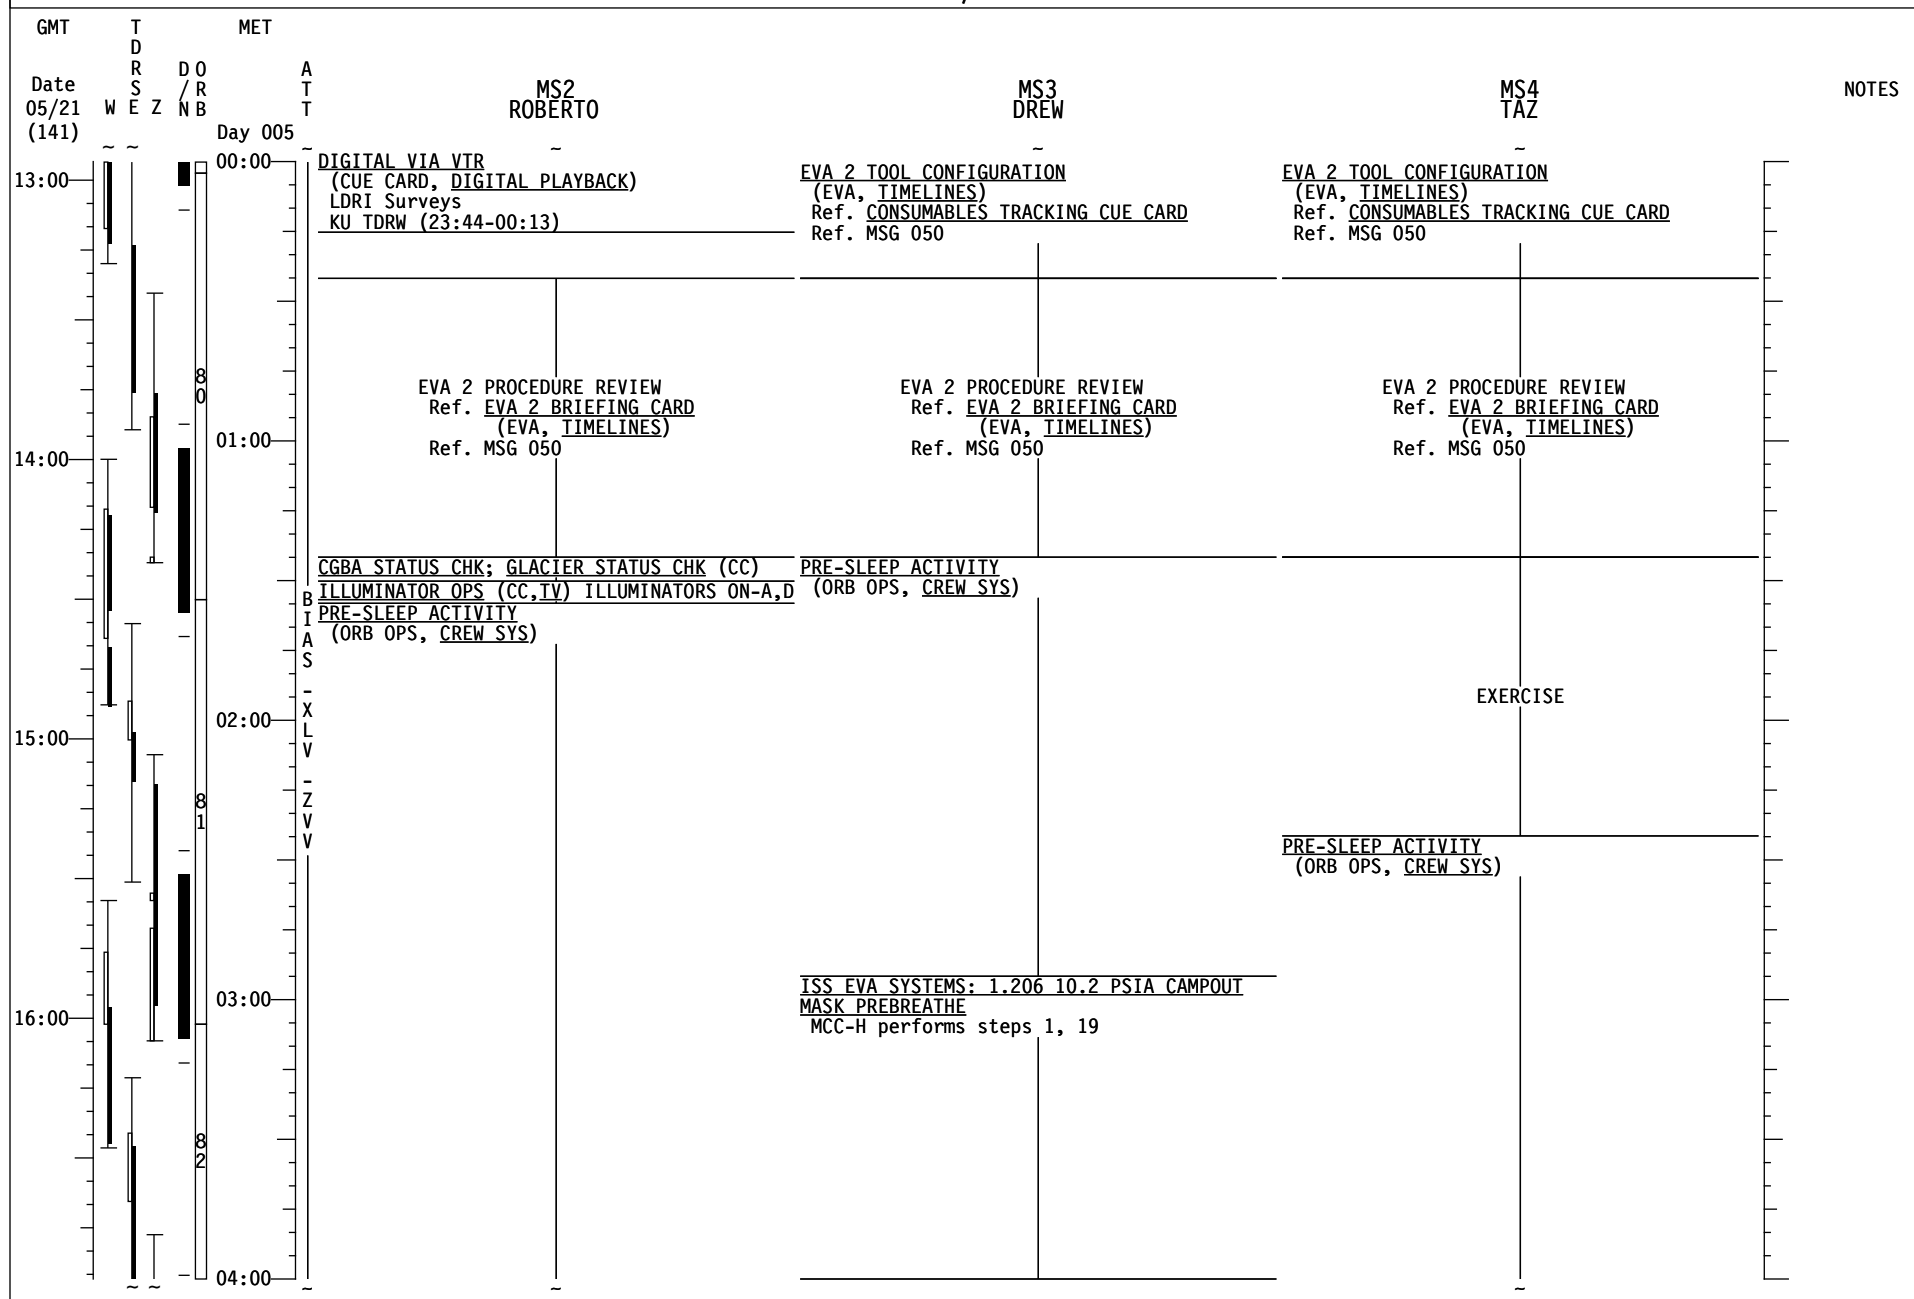 GMT
TDRS
MET
Date
05/21
(141)
W E Z
D/N
ORB
ATT
Day 005
MS2
ROBERTO
MS3
DREW
MS4
TAZ
NOTES
~ ~ ~ ~ ~ ~
00:00
01:00
02:00
03:00
04:00
13:00
14:00
15:00
16:00
80
81
82
BIAS -XLV -ZVV
DIGITAL VIA VTR
(CUE CARD, DIGITAL PLAYBACK)
LDRI Surveys
KU TDRW (23:44-00:13)
EVA 2 PROCEDURE REVIEW
Ref. EVA 2 BRIEFING CARD
(EVA, TIMELINES)
Ref. MSG 050
CGBA STATUS CHK; GLACIER STATUS CHK (CC)
ILLUMINATOR OPS (CC,TV) ILLUMINATORS ON-A,D
PRE-SLEEP ACTIVITY
(ORB OPS, CREW SYS)
EVA 2 TOOL CONFIGURATION
(EVA, TIMELINES)
Ref. CONSUMABLES TRACKING CUE CARD
Ref. MSG 050
EVA 2 PROCEDURE REVIEW
Ref. EVA 2 BRIEFING CARD
(EVA, TIMELINES)
Ref. MSG 050
PRE-SLEEP ACTIVITY
(ORB OPS, CREW SYS)
ISS EVA SYSTEMS: 1.206 10.2 PSIA CAMPOUT
MASK PREBREATHE
MCC-H performs steps 1, 19
EVA 2 TOOL CONFIGURATION
(EVA, TIMELINES)
Ref. CONSUMABLES TRACKING CUE CARD
Ref. MSG 050
EVA 2 PROCEDURE REVIEW
Ref. EVA 2 BRIEFING CARD
(EVA, TIMELINES)
Ref. MSG 050
EXERCISE
PRE-SLEEP ACTIVITY
(ORB OPS, CREW SYS)
~ ~ ~ ~ ~